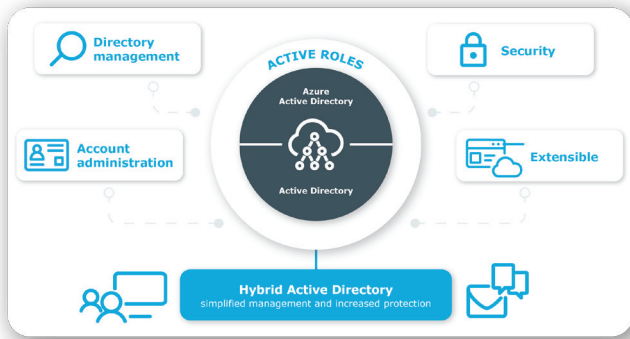 Directory
management
ACTIVE ROLES
Security
Azure
Active Directory
Account
administration
Active Directory
Extensible
Hybrid Active Directory
simplified management and increased protection